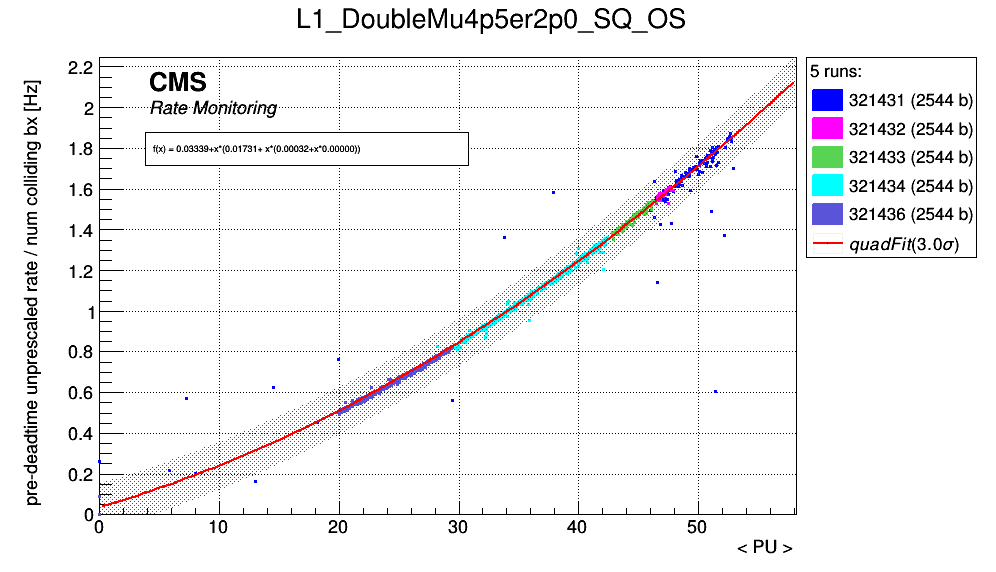 L1_DoubleMu4p5er2p0_SQ_OS
pre-deadtime unprescaled rate / num colliding bx [Hz]
2.2
2
1.8
1.6
1.4
1.2
1
0.8
0.6
0.4
0.2
0
CMS
Rate Monitoring
f(x) = 0.03339+x*(0.01731+ x*(0.00032+x*0.00000))
0 10 20 30 40 50
< PU >
5 runs:
321431 (2544 b)
321432 (2544 b)
321433 (2544 b)
321434 (2544 b)
321436 (2544 b)
quadFit(3.0σ)